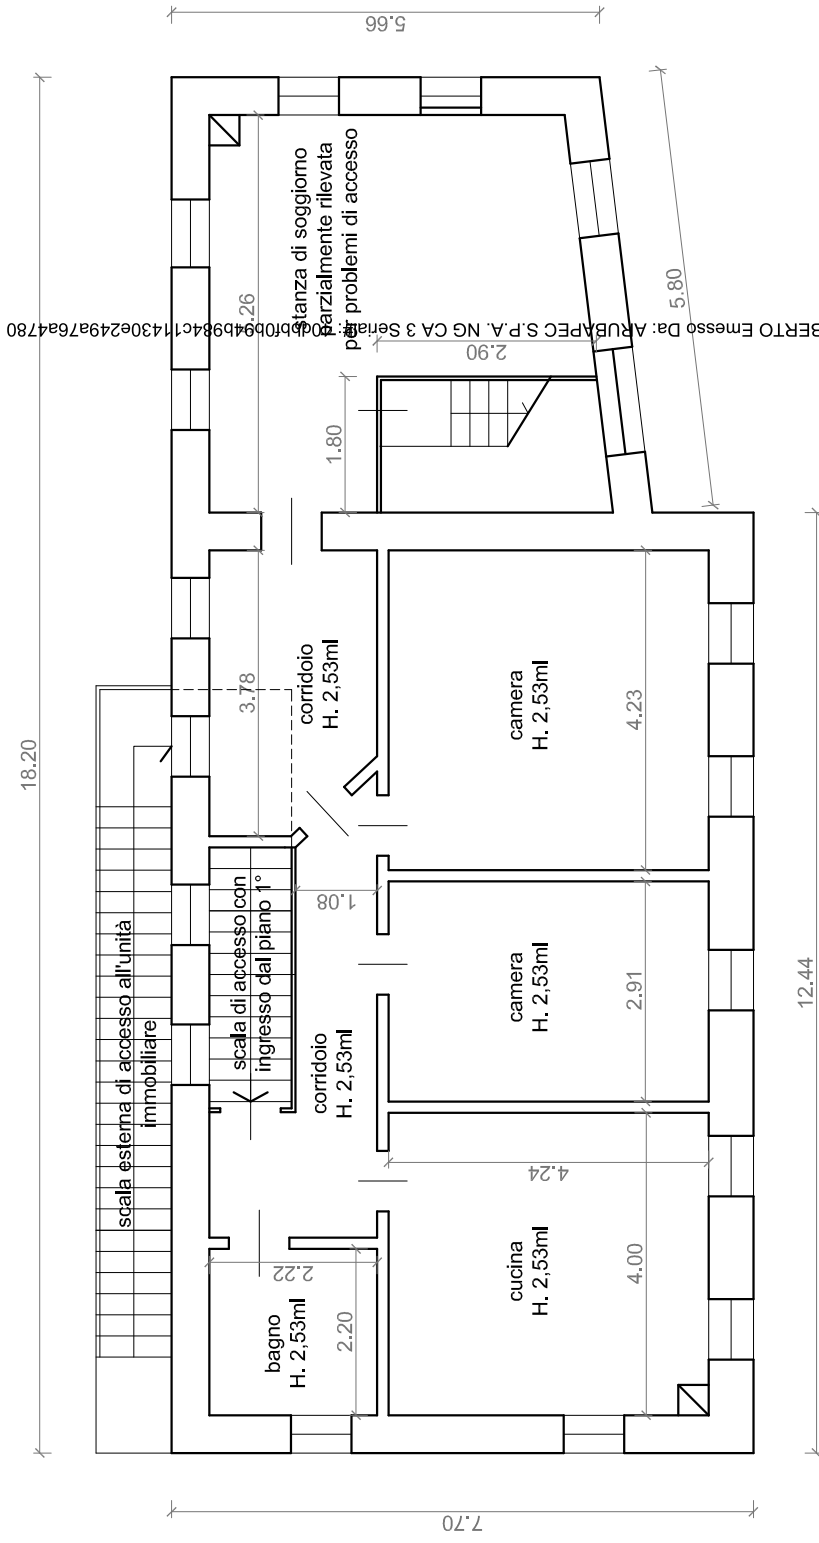 5.66
18.20
5.26
stanza di soggiorno
parzialmente rilevata
per problemi di accesso
5.80
BERTO Emesso Da: ARUBAPEC S.P.A. NG CA 3 Serial#:
2.90
1.80
3.78
corridoio
H. 2,53ml
camera
H. 2,53ml
4.23
scala esterna di accesso all'unità
immobiliare
scala di accesso con
ingresso dal piano 1°
1.08
corridoio
H. 2,53ml
camera
H. 2,53ml
2.91
12.44
4.24
2.22
bagno
H. 2,53ml
2.20
cucina
H. 2,53ml
4.00
7.70